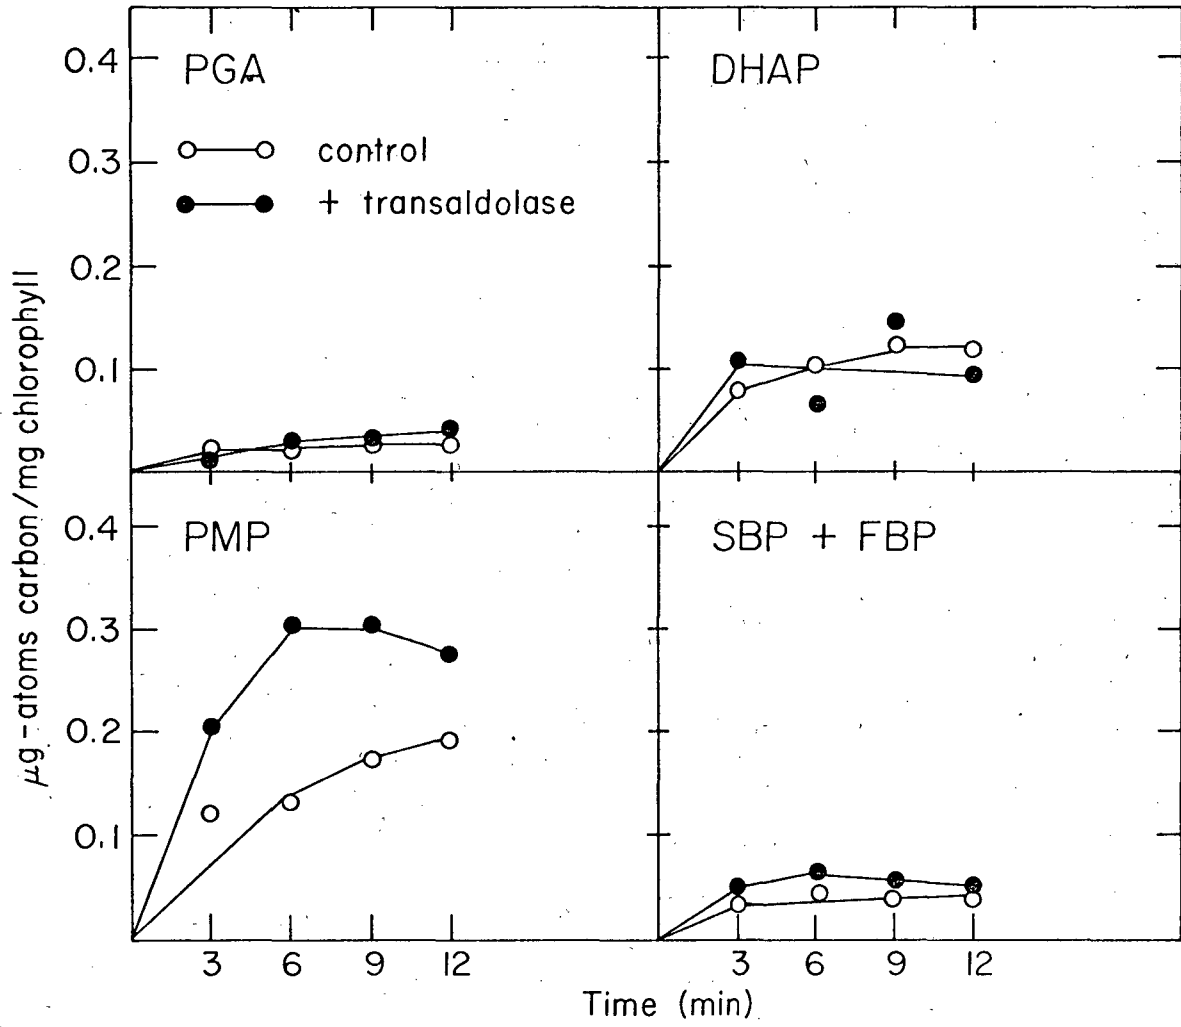 μg-atoms carbon/mg chlorophyll
0.4
0.3
0.2
0.1
PGA
control
+ transaldolase
DHAP
0.4
0.3
0.2
0.1
PMP
SBP + FBP
3 6 9 12
3 6 9 12
Time (min)